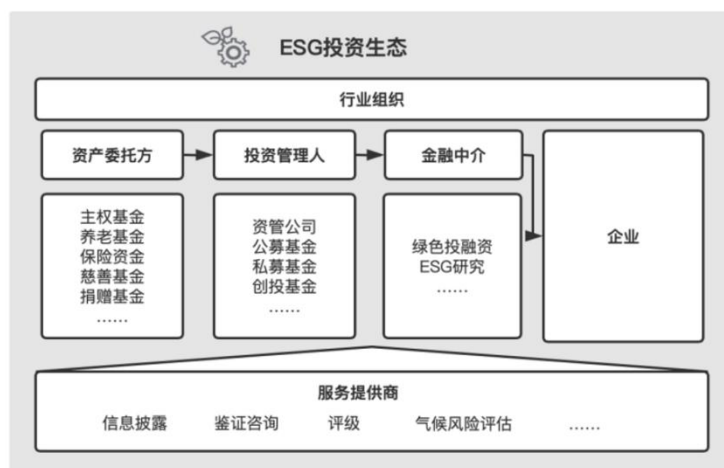 ESG投资生态
行业组织
资产委托方
投资管理人
金融中介
企业
主权基金
养老基金
保险资金
慈善基金
捐赠基金
……
资管公司
公募基金
私募基金
创投基金
……
绿色投融资
ESG研究
……
服务提供商
信息披露 鉴证咨询 评级 气候风险评估 ……